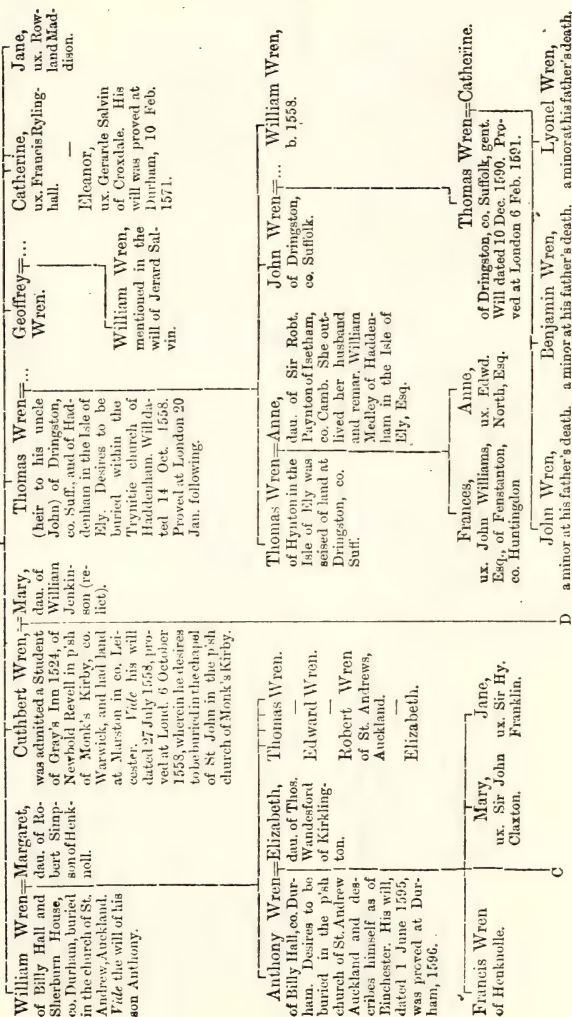 William Wren=Margaret,
of Billy Hall and
Sherburn House,
co. Durham, buried
in the church of St.
Andrew, Auckland.
Vide the will of his
son Anthony.
dau. of Ro-
bert Simp-
son of Henk-
noll.
Cuthbert Wren,=Mary,
was admitted a Student
of Gray's Inn 1524, of
Newbold Revell in p'sh
of Monk's Kirby, co.
Warwick, and had land
at Marston in co. Lei-
cester. Vide his will
dated 27 July 1558, pro-
ved at Lond. 6 October
1558, wherein he desires
to be buried in the chapel
of St John in the p'sh
church of Monk's Kirby.
dau. of
William
Jenkin-
son (re-
lict).
Thomas Wren=...
(heir to his uncle
John) of Dringston,
co. Suff., and of Had-
denham in the Isle of
Ely. Desires to be
buried within the
Trynitie church of
Haddenham. Will da-
ted 14 Oct. 1558.
Proved at London 20
Jan. following.
Geoffrey=...
Wren.
William Wren,
mentioned in the
will of Jerard Sal-
vin.
Catherine,
ux. Francis Ryling-
hall.
—
Eleanor,
ux. Gerarde Salvin
of Croxdale. His
will was proved at
Durham, 10 Feb.
1571.
Jane,
ux. Row-
land Mad-
dison.
Anthony Wren=Elizabeth,
of Billy Hall, co. Dur-
ham. Desires to be
buried in the p'sh
church of St. Andrew
Auckland and des-
cribes himself as of
Binchester. His will,
dated 1 June 1595,
was proved at Dur-
ham, 1596.
dau. of Thos.
Wandesford
of Kirkling-
ton.
Thomas Wren.
—
Edward Wren.
—
Robert Wren
of St. Andrews,
Auckland.
—
Elizabeth.
Thomas Wren=Anne,
of Hynton in the
Isle of Ely was
seised of land at
Dringston, co.
Suff.
dau. of Sir Robt.
Paynton of Isetham,
co. Camb. She out-
lived her husband
and remar. William
Medley of Hadden-
ham in the Isle of
Ely, Esq.
John Wren=...
of Dringston,
co. Suffolk.
William Wren,
b. 1558.
Francis Wren
of Henknolle.
C
Mary,
ux. Sir John
Claxton.
Jane,
ux. Sir Hy.
Franklin.
D
Frances,
ux. John Williams,
Esq., of Fenstanton,
co. Huntingdon
Anne,
ux. Edwd.
North, Esq.
Thomas Wren=Catherine.
of Dringston, co. Suffolk, gent.
Will dated 10 Dec. 1590. Pro-
ved at London 6 Feb. 1591.
John Wren,
a minor at his father's death.
Benjamin Wren,
a minor at his father's death.
Lyonel Wren,
a minor at his father's death.